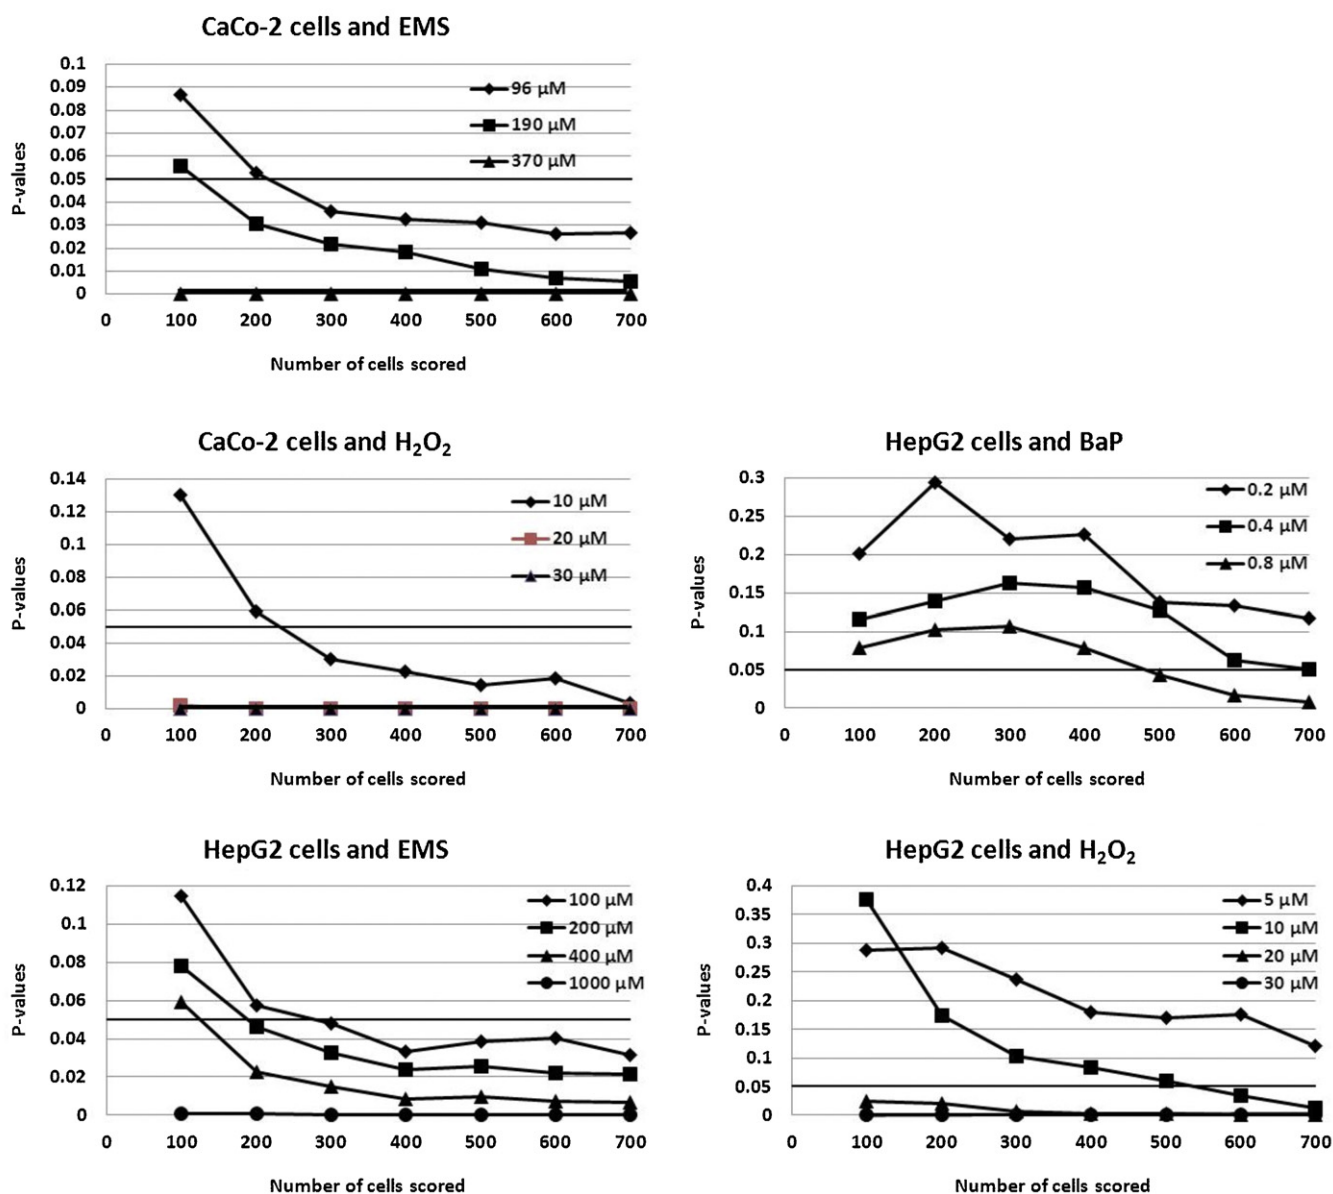 CaCo-2 cells and EMS
0.1
0.09
0.08
0.07
0.06
0.05
0.04
0.03
0.02
0.01
0
P-values
96 µM
190 µM
370 µM
0 100 200 300 400 500 600 700
Number of cells scored
CaCo-2 cells and H₂O₂
0.14
0.12
0.1
0.08
0.06
0.04
0.02
0
P-values
10 µM
20 µM
30 µM
0 100 200 300 400 500 600 700
Number of cells scored
HepG2 cells and BaP
0.3
0.25
0.2
0.15
0.1
0.05
0
P-values
0.2 µM
0.4 µM
0.8 µM
0 100 200 300 400 500 600 700
Number of cells scored
HepG2 cells and EMS
0.12
0.1
0.08
0.06
0.04
0.02
0
P-values
100 µM
200 µM
400 µM
1000 µM
0 100 200 300 400 500 600 700
Number of cells scored
HepG2 cells and H₂O₂
0.4
0.35
0.3
0.25
0.2
0.15
0.1
0.05
0
P-values
5 µM
10 µM
20 µM
30 µM
0 100 200 300 400 500 600 700
Number of cells scored